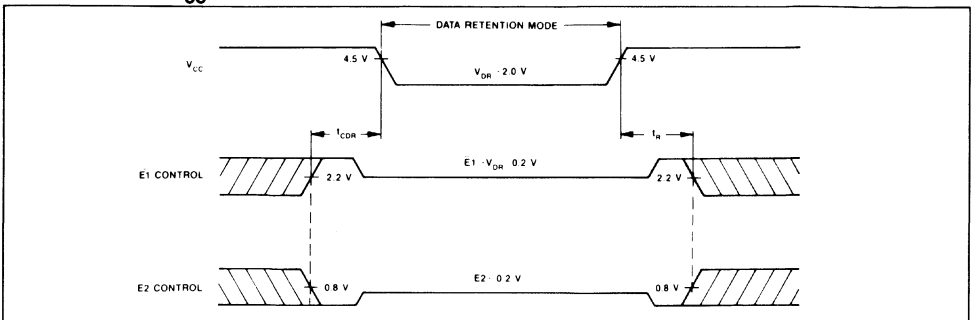 DATA RETENTION MODE
VCC
4.5 V
VDR · 2.0 V
4.5 V
tCDR
tR
E1 CONTROL
2.2 V
E1 · VDR 0.2 V
2 2 V
E2 CONTROL
0.8 V
E2 · 0.2 V
0 8 V